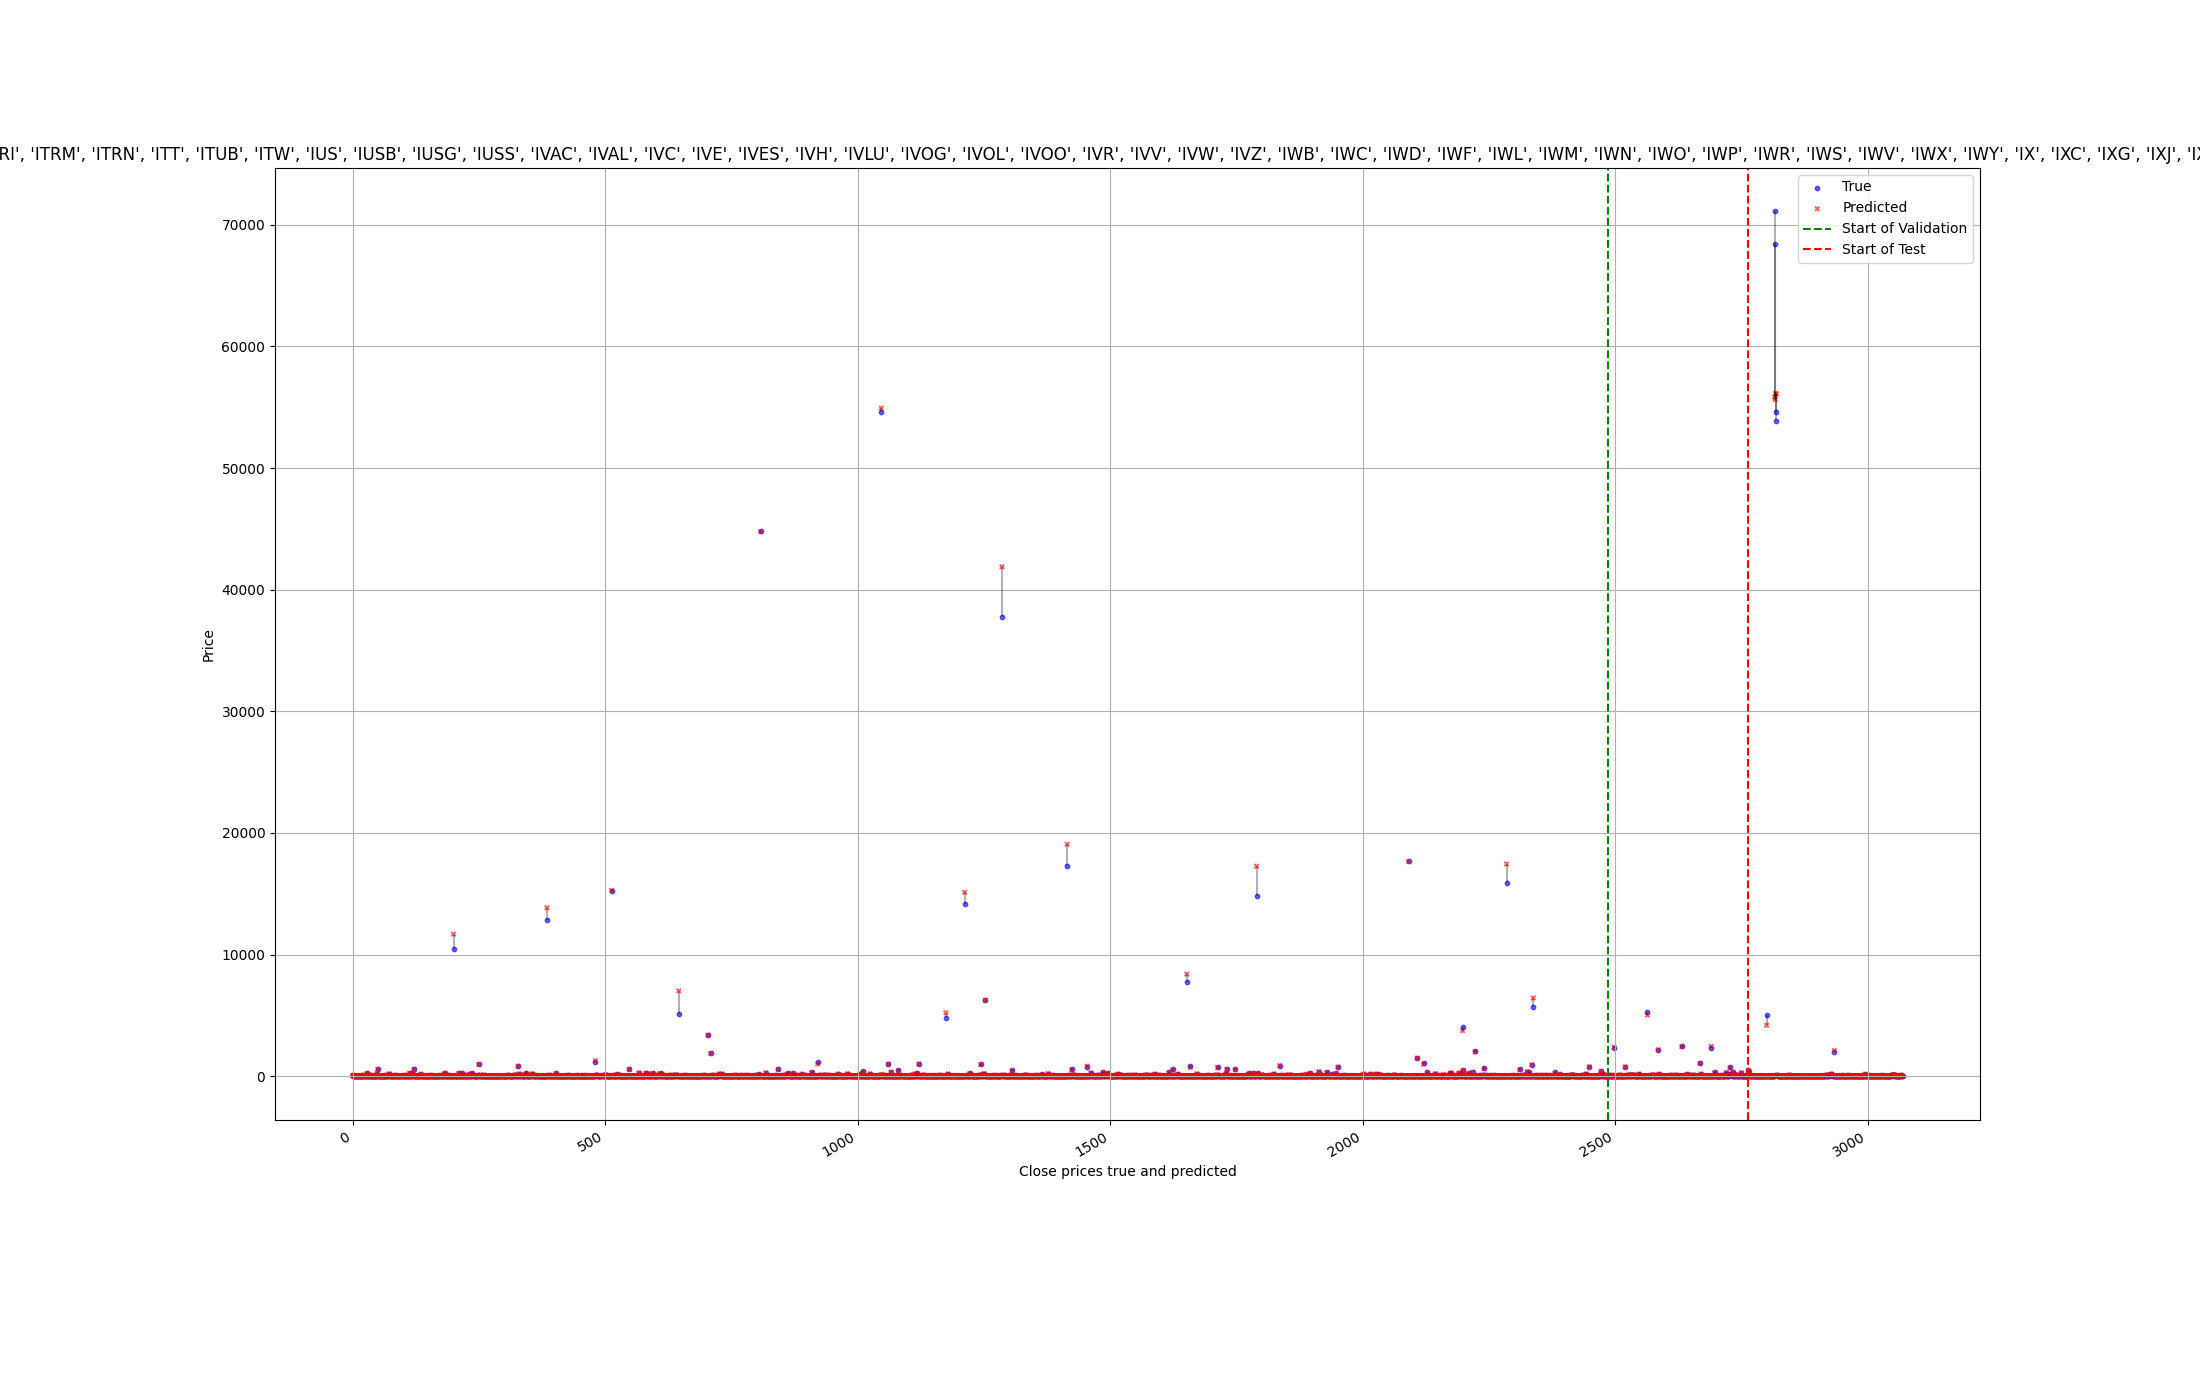 RI', 'ITRM', 'ITRN', 'ITT', 'ITUB', 'ITW', 'IUS', 'IUSB', 'IUSG', 'IUSS', 'IVAC', 'IVAL', 'IVC', 'IVE', 'IVES', 'IVH', 'IVLU', 'IVOG', 'IVOL', 'IVOO', 'IVR', 'IVV', 'IVW', 'IVZ', 'IWB', 'IWC', 'IWD', 'IWF', 'IWL', 'IWM', 'IWN', 'IWO', 'IWP', 'IWR', 'IWS', 'IWV', 'IWX', 'IWY', 'IX', 'IXC', 'IXG', 'IXJ', 'IX
True
Predicted
Start of Validation
Start of Test
70000
60000
50000
40000
30000
20000
10000
0
Price
0
500
1000
1500
2000
2500
3000
Close prices true and predicted